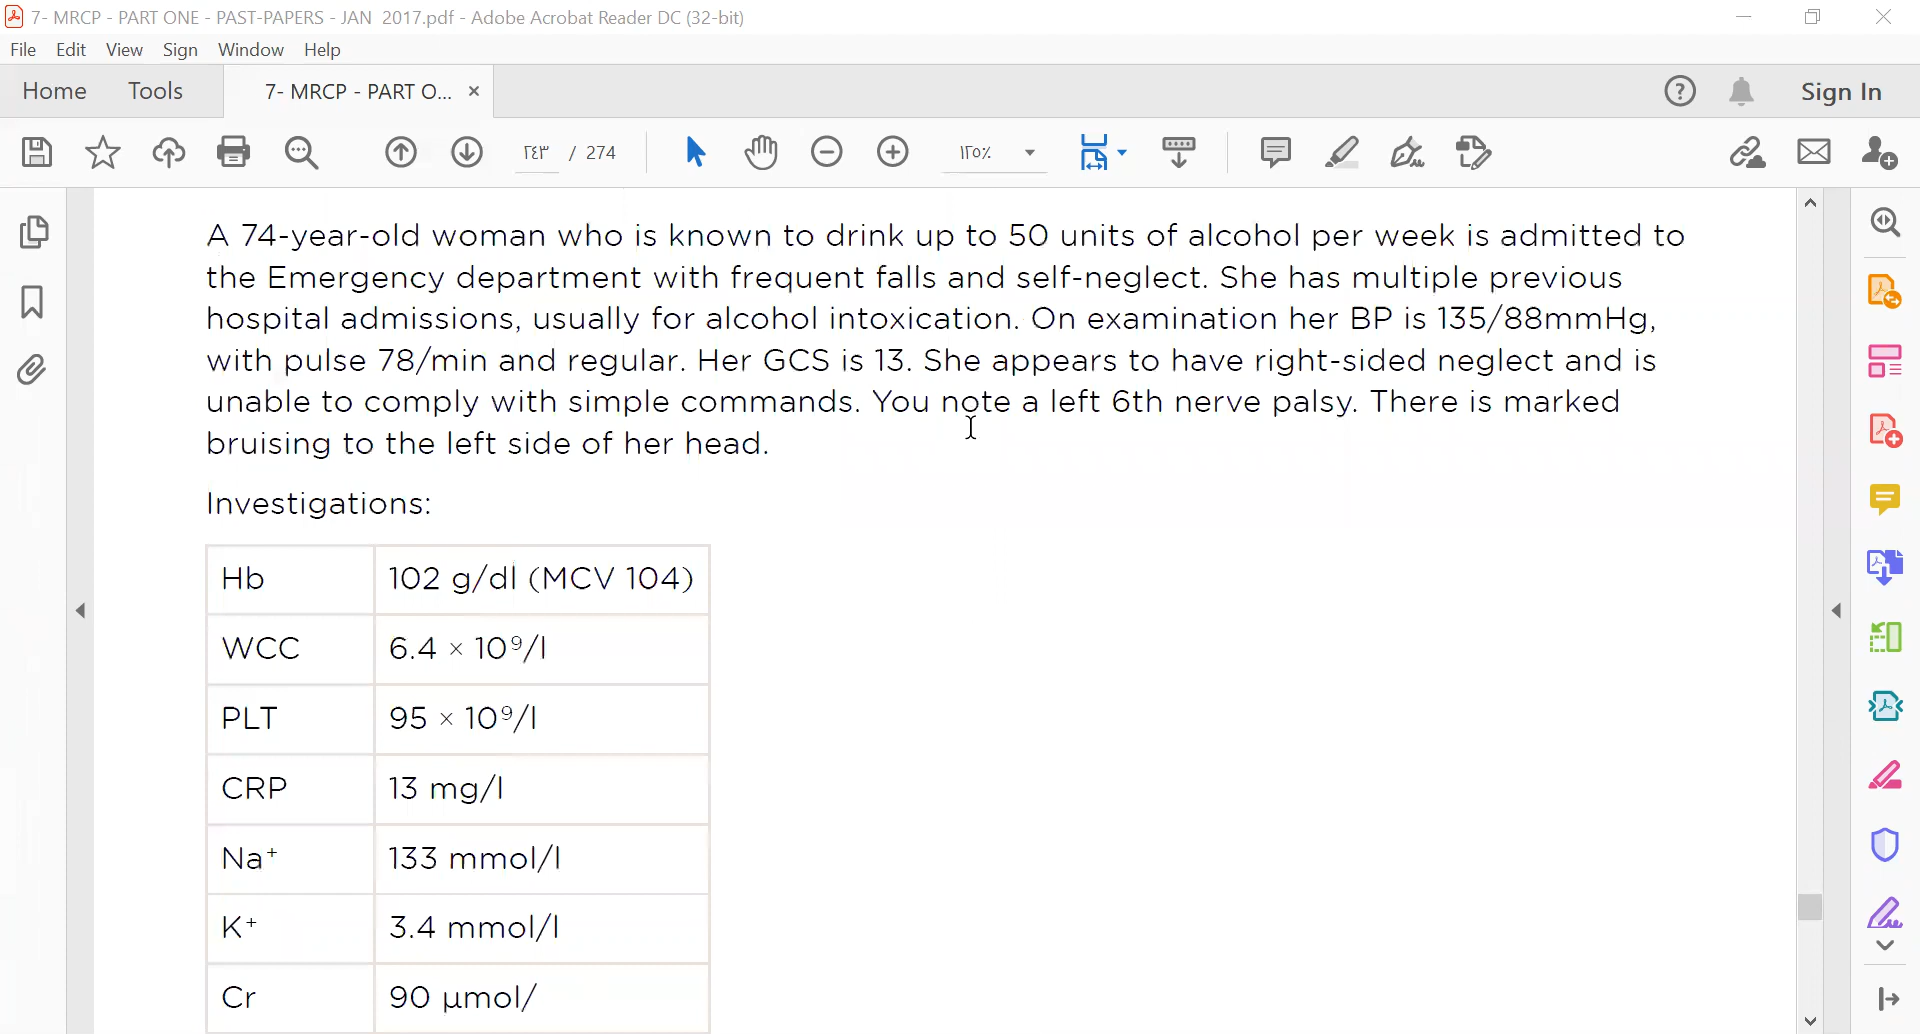 7- MRCP - PART ONE - PAST-PAPERS - JAN 2017.pdf - Adobe Acrobat Reader DC (32-bit)
File Edit View Sign Window Help
Home Tools 7- MRCP - PART O... × Sign In
٢٤٣ / 274 ١٢٥٪
A 74-year-old woman who is known to drink up to 50 units of alcohol per week is admitted to
the Emergency department with frequent falls and self-neglect. She has multiple previous
hospital admissions, usually for alcohol intoxication. On examination her BP is 135/88mmHg,
with pulse 78/min and regular. Her GCS is 13. She appears to have right-sided neglect and is
unable to comply with simple commands. You note a left 6th nerve palsy. There is marked
bruising to the left side of her head.
Investigations:
Hb 102 g/dl (MCV 104)
WCC 6.4 × 10⁹/l
PLT 95 × 10⁹/l
CRP 13 mg/l
Na⁺ 133 mmol/l
K⁺ 3.4 mmol/l
Cr 90 μmol/